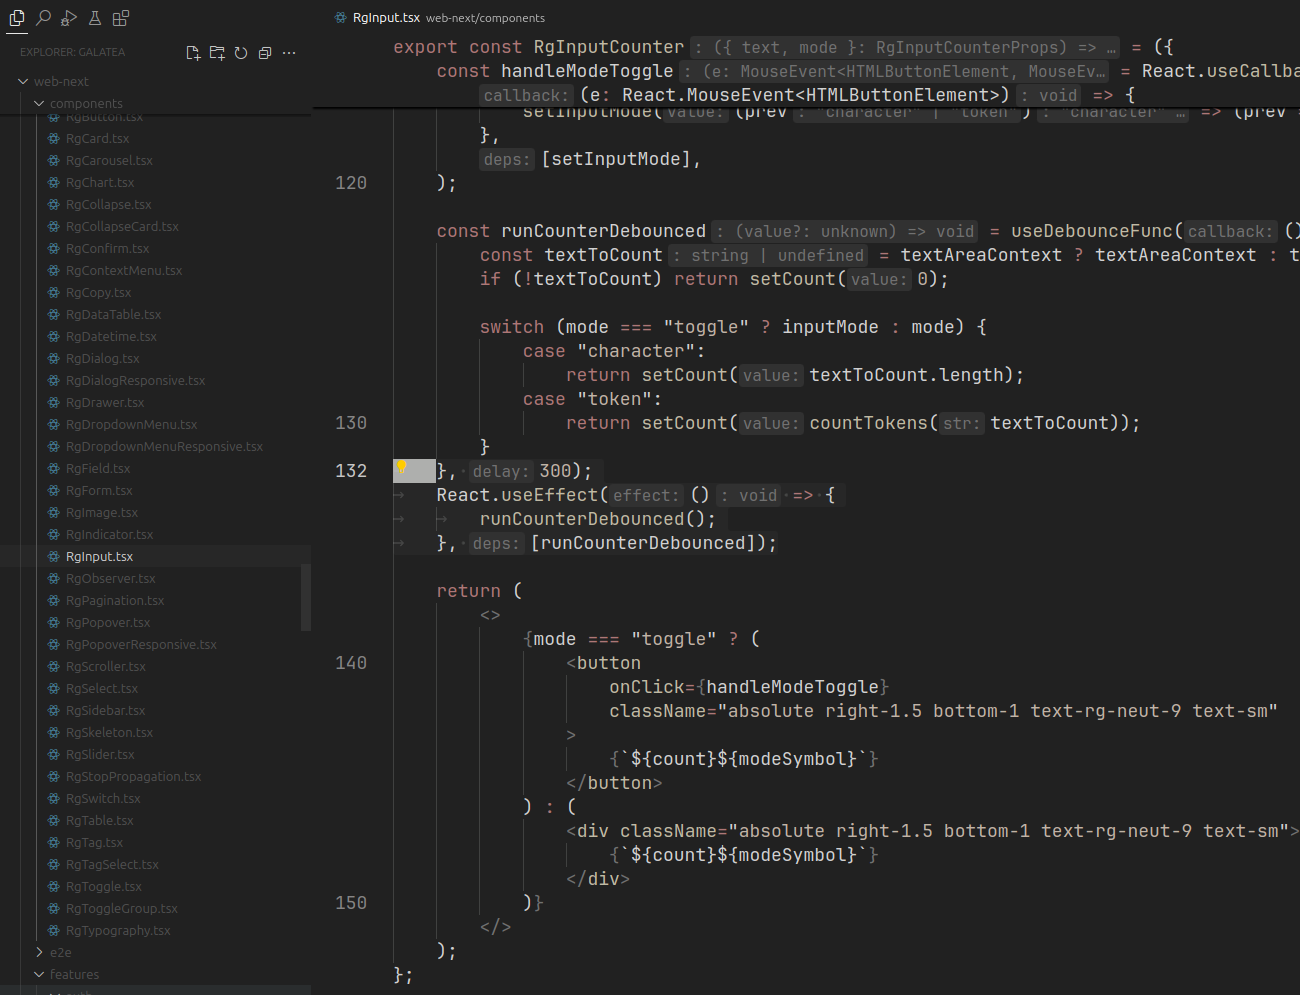 RgInput.tsx web-next/components
EXPLORER: GALATEA
web-next
components
RgButton.tsx
RgCard.tsx
RgCarousel.tsx
RgChart.tsx
RgCollapse.tsx
RgCollapseCard.tsx
RgConfirm.tsx
RgContextMenu.tsx
RgCopy.tsx
RgDataTable.tsx
RgDatetime.tsx
RgDialog.tsx
RgDialogResponsive.tsx
RgDrawer.tsx
RgDropdownMenu.tsx
RgDropdownMenuResponsive.tsx
RgField.tsx
RgForm.tsx
RgImage.tsx
RgIndicator.tsx
RgInput.tsx
RgObserver.tsx
RgPagination.tsx
RgPopover.tsx
RgPopoverResponsive.tsx
RgScroller.tsx
RgSelect.tsx
RgSidebar.tsx
RgSkeleton.tsx
RgSlider.tsx
RgStopPropagation.tsx
RgSwitch.tsx
RgTable.tsx
RgTag.tsx
RgTagSelect.tsx
RgToggle.tsx
RgToggleGroup.tsx
RgTypography.tsx
e2e
features
export const RgInputCounter : ({ text, mode }: RgInputCounterProps) => … = ({
const handleModeToggle : (e: MouseEvent<HTMLButtonElement, MouseEv… = React.useCallba
callback: (e: React.MouseEvent<HTMLButtonElement>) : void => {
setInputMode( value: (prev : "character" | "token" ) : "character" … => (prev =
},
deps: [setInputMode],
120 );
const runCounterDebounced : (value?: unknown) => void = useDebounceFunc( callback: ()
const textToCount : string | undefined = textAreaContext ? textAreaContext : t
if (!textToCount) return setCount( value: 0);
switch (mode === "toggle" ? inputMode : mode) {
case "character":
return setCount( value: textToCount.length);
case "token":
130 return setCount( value: countTokens( str: textToCount));
}
132 }, delay: 300);
React.useEffect( effect: () : void => {
runCounterDebounced();
}, deps: [runCounterDebounced]);
return (
<>
{mode === "toggle" ? (
140 <button
onClick={handleModeToggle}
className="absolute right-1.5 bottom-1 text-rg-neut-9 text-sm"
>
{`${count}${modeSymbol}`}
</button>
) : (
<div className="absolute right-1.5 bottom-1 text-rg-neut-9 text-sm">
{`${count}${modeSymbol}`}
</div>
150 )}
</>
);
};